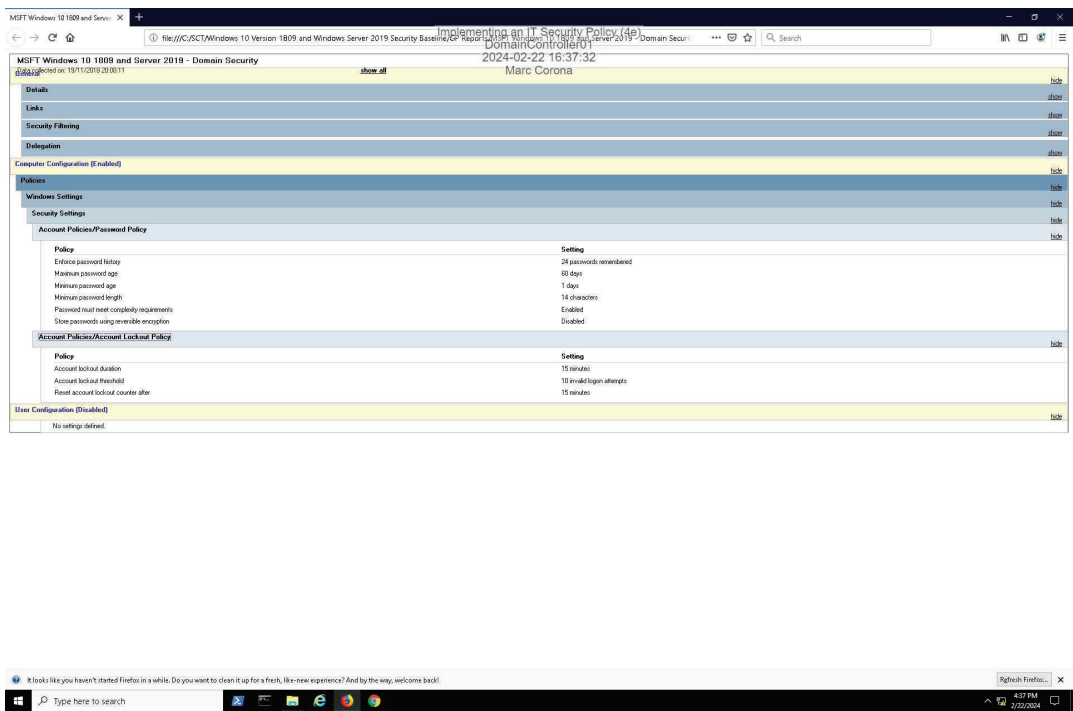 MSFT Windows 10 1809 and Server
file:///C:/SCT/Windows 10 Version 1809 and Windows Server 2019 Security Baseline/GP Reports/MSFT Windows 10 1809 and Server 2019 - Domain Securi
Search
Implementing an IT Security Policy (4e)
DomainController01
2024-02-22 16:37:32
Marc Corona
MSFT Windows 10 1809 and Server 2019 - Domain Security
Data collected on: 19/11/2018 20:08:11 show all
General hide
Details show
Links show
Security Filtering show
Delegation show
Computer Configuration (Enabled) hide
Policies hide
Windows Settings hide
Security Settings hide
Account Policies/Password Policy hide
Policy Setting
Enforce password history 24 passwords remembered
Maximum password age 60 days
Minimum password age 1 days
Minimum password length 14 characters
Password must meet complexity requirements Enabled
Store passwords using reversible encryption Disabled
Account Policies/Account Lockout Policy hide
Policy Setting
Account lockout duration 15 minutes
Account lockout threshold 10 invalid logon attempts
Reset account lockout counter after 15 minutes
User Configuration (Disabled) hide
No settings defined.
It looks like you haven't started Firefox in a while. Do you want to clean it up for a fresh, like-new experience? And by the way, welcome back! Refresh Firefox...
Type here to search
4:37 PM
2/22/2024